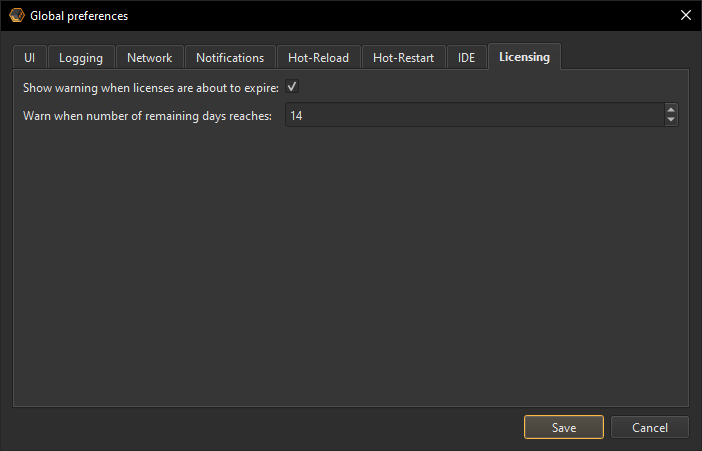 Global preferences
UI Logging Network Notifications Hot-Reload Hot-Restart IDE Licensing
Show warning when licenses are about to expire:
Warn when number of remaining days reaches: 14
Save Cancel